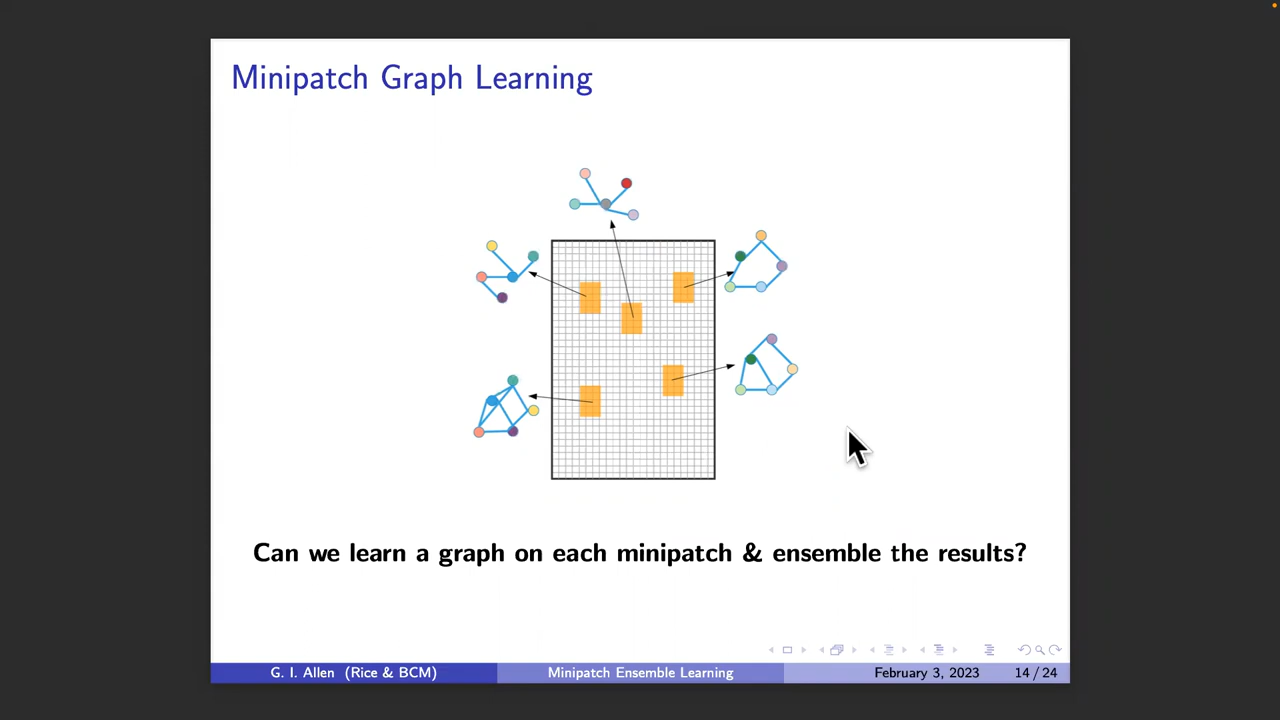 Minipatch Graph Learning
Can we learn a graph on each minipatch & ensemble the results?
G. I. Allen (Rice & BCM) Minipatch Ensemble Learning February 3, 2023 14 / 24